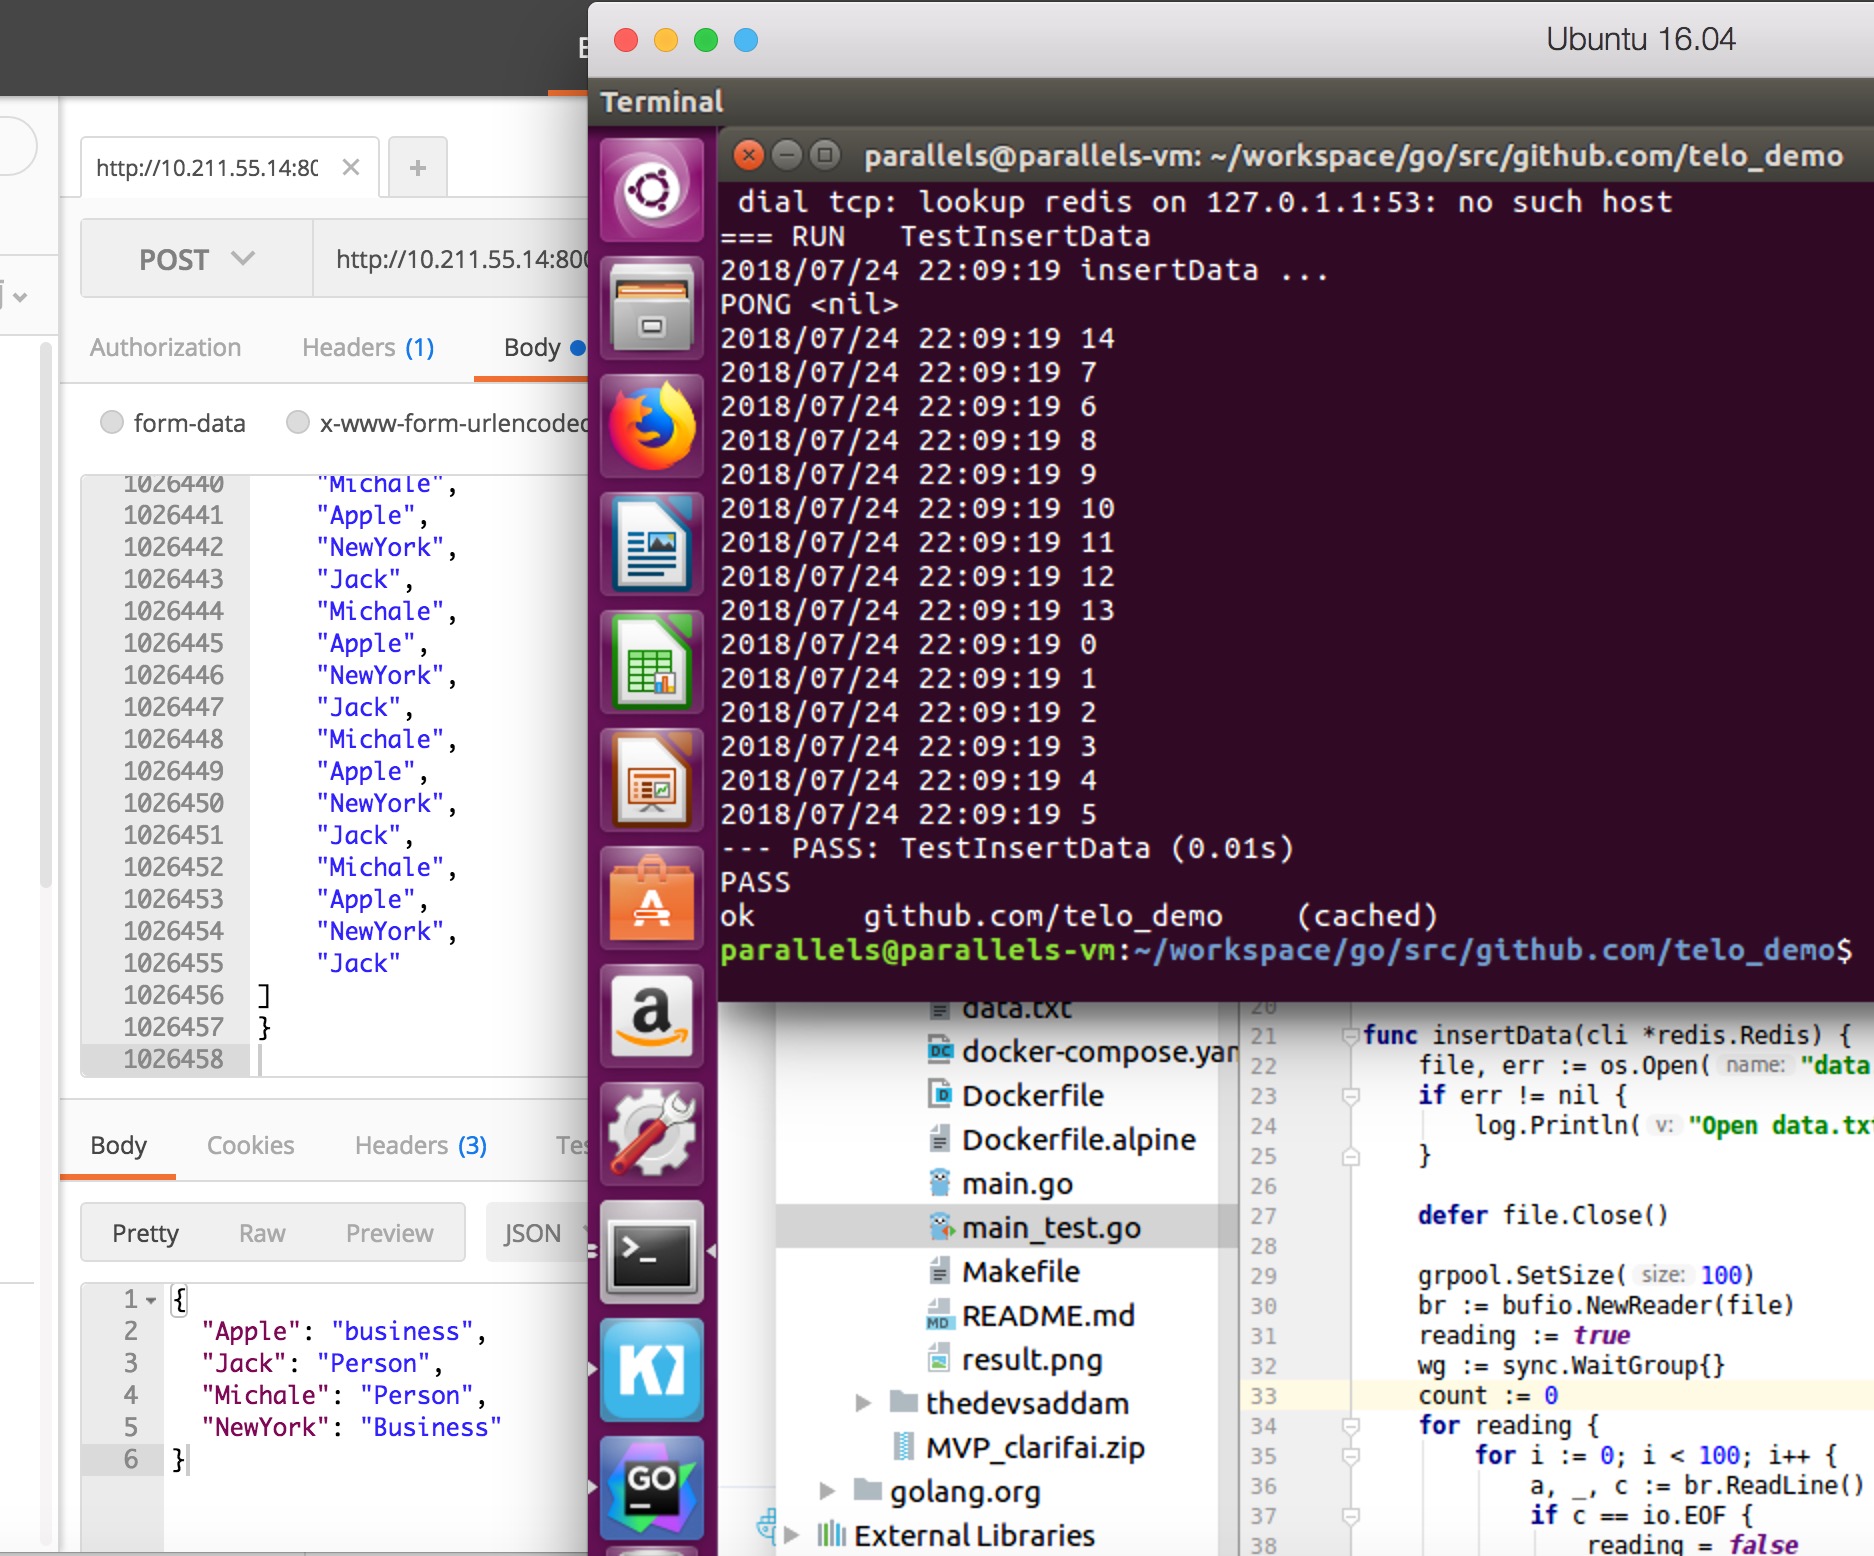 Ubuntu 16.04
Terminal
http://10.211.55.14:80
+
parallels@parallels-vm: ~/workspace/go/src/github.com/telo_demo
POST
http://10.211.55.14:800
Authorization
Headers (1)
Body
form-data
x-www-form-urlencoded
1026440 "Michale",
1026441 "Apple",
1026442 "NewYork",
1026443 "Jack",
1026444 "Michale",
1026445 "Apple",
1026446 "NewYork",
1026447 "Jack",
1026448 "Michale",
1026449 "Apple",
1026450 "NewYork",
1026451 "Jack",
1026452 "Michale",
1026453 "Apple",
1026454 "NewYork",
1026455 "Jack"
1026456 ]
1026457 }
1026458
Body
Cookies
Headers (3)
Pretty
Raw
Preview
JSON
1 {
2 "Apple": "business",
3 "Jack": "Person",
4 "Michale": "Person",
5 "NewYork": "Business"
6 }
dial tcp: lookup redis on 127.0.1.1:53: no such host
=== RUN   TestInsertData
2018/07/24 22:09:19 insertData ...
PONG <nil>
2018/07/24 22:09:19 14
2018/07/24 22:09:19 7
2018/07/24 22:09:19 6
2018/07/24 22:09:19 8
2018/07/24 22:09:19 9
2018/07/24 22:09:19 10
2018/07/24 22:09:19 11
2018/07/24 22:09:19 12
2018/07/24 22:09:19 13
2018/07/24 22:09:19 0
2018/07/24 22:09:19 1
2018/07/24 22:09:19 2
2018/07/24 22:09:19 3
2018/07/24 22:09:19 4
2018/07/24 22:09:19 5
--- PASS: TestInsertData (0.01s)
PASS
ok      github.com/telo_demo    (cached)
parallels@parallels-vm:~/workspace/go/src/github.com/telo_demo$
data.txt
docker-compose.yam
Dockerfile
Dockerfile.alpine
main.go
main_test.go
Makefile
README.md
result.png
thedevsaddam
MVP_clarifai.zip
golang.org
External Libraries
20
21 func insertData(cli *redis.Redis) {
22 file, err := os.Open( name: "data
23 if err != nil {
24 log.Println( v: "Open data.tx
25 }
26
27 defer file.Close()
28
29 grpool.SetSize( size: 100)
30 br := bufio.NewReader(file)
31 reading := true
32 wg := sync.WaitGroup{}
33 count := 0
34 for reading {
35 for i := 0; i < 100; i++ {
36 a, _, c := br.ReadLine()
37 if c == io.EOF {
38 reading = false